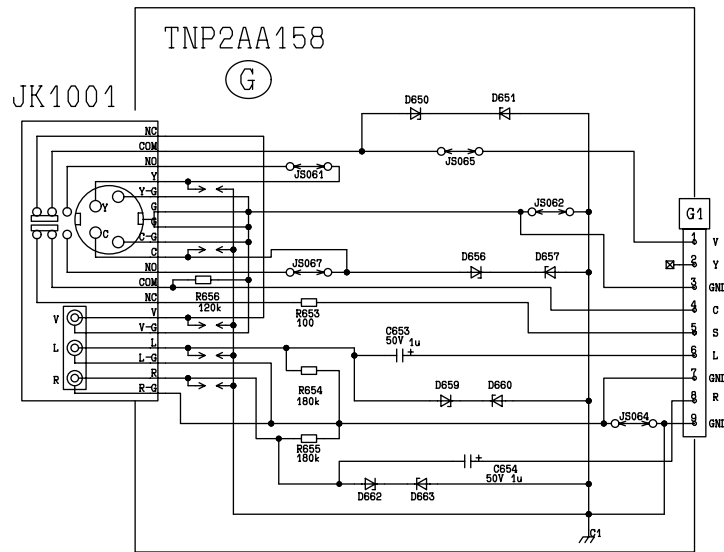 TNP2AA158
G
JK1001
D650
D651
NC
COM
NO
JS065
Y
JS061
Y-G
Y
G
JS062
G1
G
C
C-G
1
V
C
2
Y
NO
JS067
D656
D657
COM
3
GND
NC
R656
120k
4
C
V
V
R653
100
5
S
V-G
C653
50V 1u
+
L
L
6
L
L-G
R
R
R654
180k
D659
D660
7
GND
R-G
8
R
JS064
9
GND
R655
180k
+
C654
50V 1u
D662
D663
C1